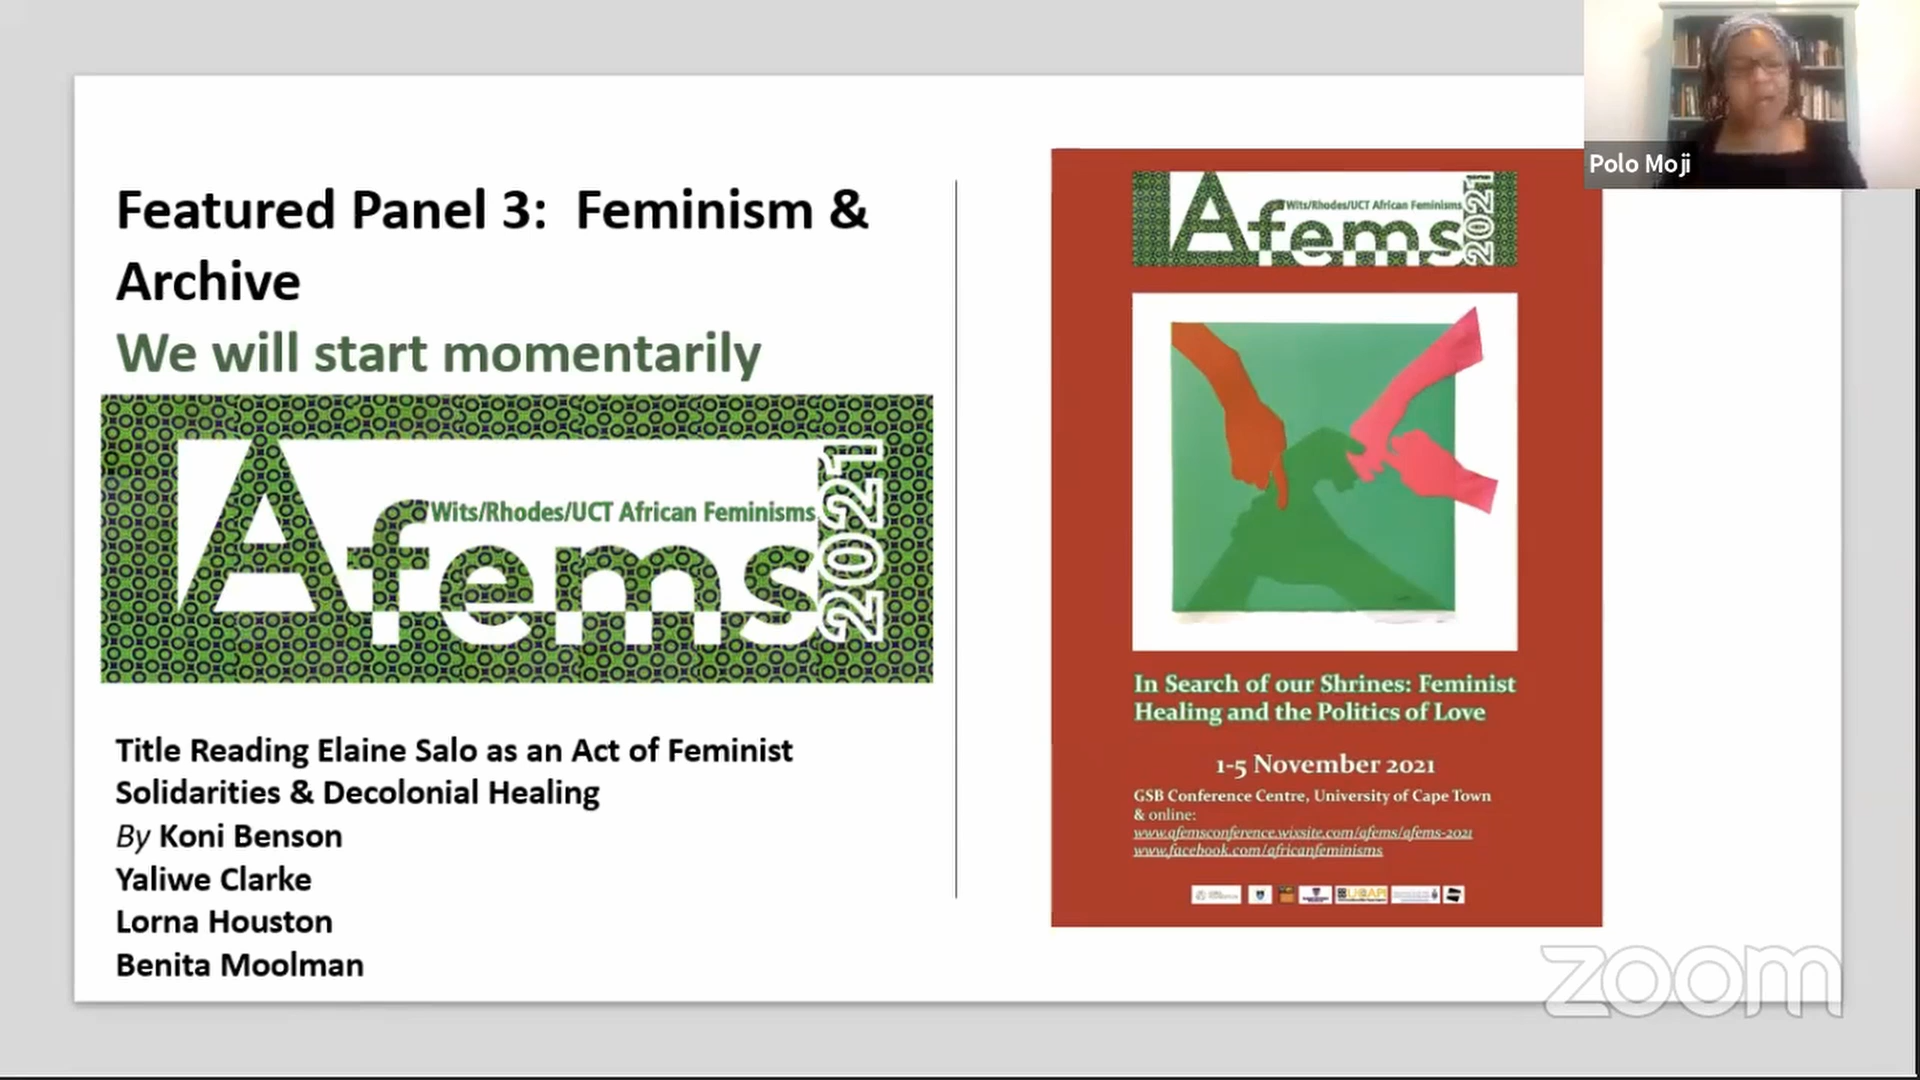 Featured Panel 3: Feminism &
Archive
We will start momentarily
Wits/Rhodes/UCT African Feminisms
Afems
2021
Title Reading Elaine Salo as an Act of Feminist
Solidarities & Decolonial Healing
By Koni Benson
Yaliwe Clarke
Lorna Houston
Benita Moolman
Wits/Rhodes/UCT African Feminisms
Afems
2021
In Search of our Shrines: Feminist
Healing and the Politics of Love
1-5 November 2021
GSB Conference Centre, University of Cape Town
& online:
www.afemsconference.wixsite.com/afems/afems-2021
www.facebook.com/africanfeminisms
Polo Moji
zoom